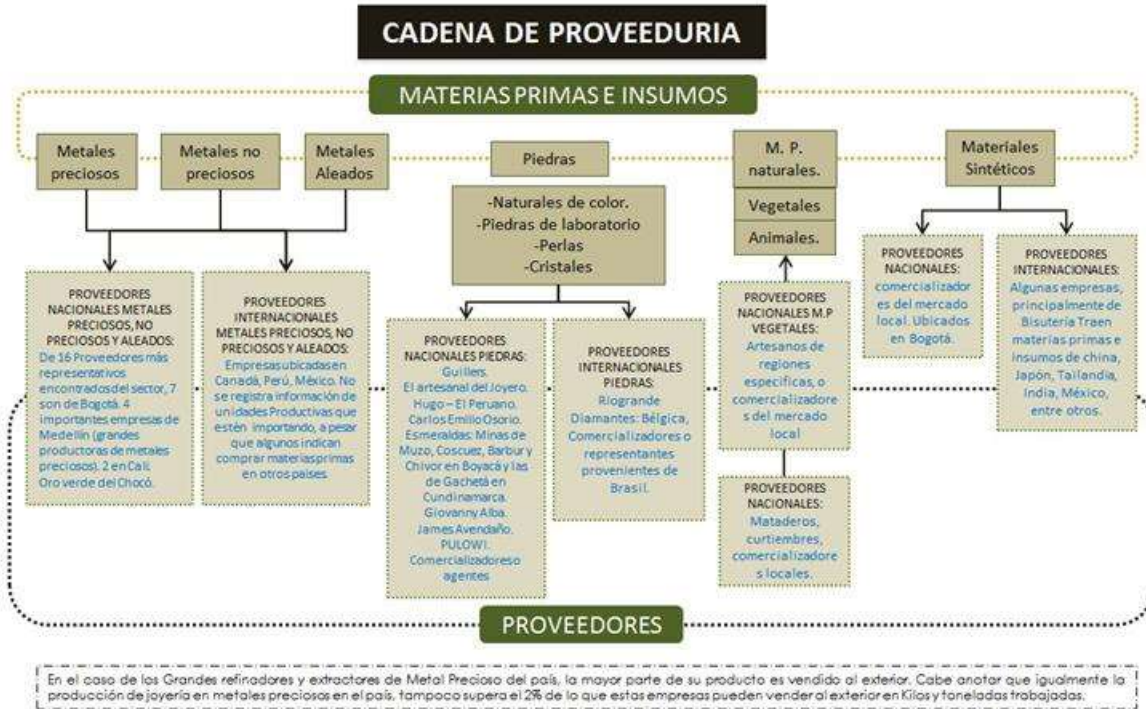 CADENA DE PROVEEDURIA
MATERIAS PRIMAS E INSUMOS
Metales
preciosos
Metales no
preciosos
Metales
Aleados
Piedras
M. P.
naturales.
Vegetales
Animales.
Materiales
Sintéticos
-Naturales de color.
-Piedras de laboratorio
-Perlas
-Cristales
PROVEEDORES
NACIONALES METALES
PRECIOSOS, NO
PRECIOSOS Y ALEADOS:
De 16 Proveedores más
representativos
encontrados del sector, 7
son de Bogotá. 4
importantes empresas de
Medellín (grandes
productoras de metales
preciosos). 2 en Cali.
Oro verde del Chocó.
PROVEEDORES
INTERNACIONALES
METALES PRECIOSOS, NO
PRECIOSOS Y ALEADOS:
Empresas ubicadas en
Canadá, Perú, México. No
se registra información de
unidades Productivas que
estén importando, a pesar
que algunos indican
comprar materias primas
en otros países.
PROVEEDORES
NACIONALES PIEDRAS:
Guillers.
El artesanal del Joyero.
Hugo – El Peruano.
Carlos Emilio Osorio.
Esmeraldas: Minas de
Muzo, Coscuez, Barbur y
Chivor en Boyacá y las
de Gachetá en
Cundinamarca.
Giovanny Alba.
James Avendaño.
PULOWI.
Comercializadores o
agentes
PROVEEDORES
INTERNACIONALES
PIEDRAS:
Riogrande
Diamantes: Bélgica,
Comercializadores o
representantes
provenientes de
Brasil.
PROVEEDORES
NACIONALES M.P
VEGETALES:
Artesanos de
regiones
especificas, o
comercializadore
s del mercado
local
PROVEEDORES
NACIONALES:
Mataderos,
curtiembres,
comercializadore
s locales.
PROVEEDORES
NACIONALES:
comercializador
es del mercado
local. Ubicados
en Bogotá.
PROVEEDORES
INTERNACIONALES:
Algunas empresas,
principalmente de
Bisutería Traen
materias primas e
insumos de china,
Japón, Tailandia,
India, México,
entre otros.
PROVEEDORES
En el caso de los Grandes refinadores y extractores de Metal Precioso del país, la mayor parte de su producto es vendido al exterior. Cabe anotar que igualmente la
producción de joyería en metales preciosos en el país, tampoco supera el 2% de lo que estas empresas pueden vender al exterior en Kilos y toneladas trabajadas.